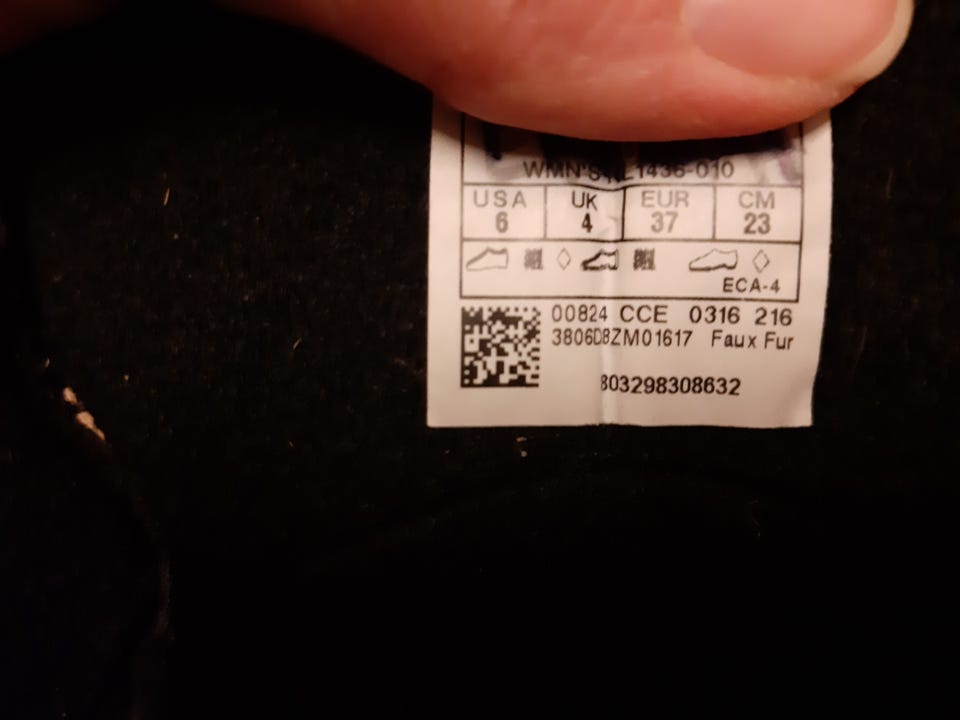 WMN'S NL1436-010
USA UK EUR CM
6 4 37 23
ECA-4
00824 CCE 0316 216
3806D8ZM01617 Faux Fur
803298308632